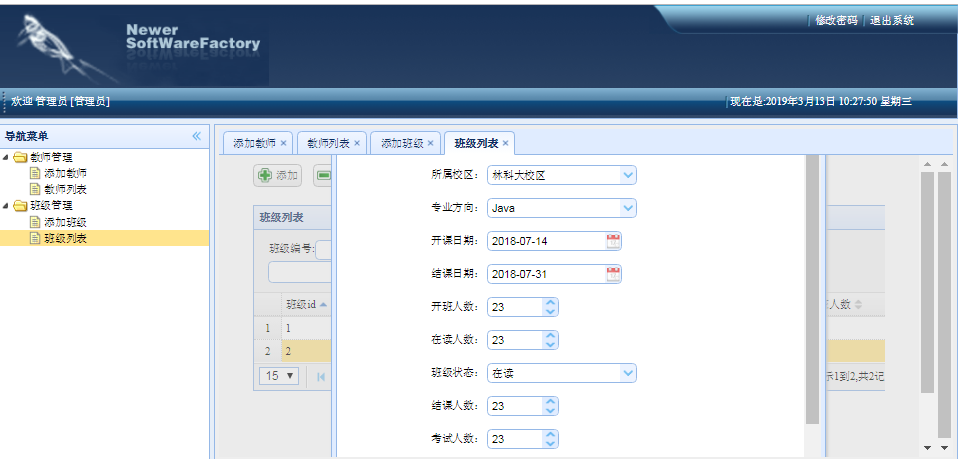 Newer
SoftWareFactory
修改密码 退出系统
欢迎 管理员 [管理员]
现在是:2019年3月13日 10:27:50 星期三
导航菜单
教师管理
添加教师
教师列表
班级管理
添加班级
班级列表
添加教师 × 教师列表 × 添加班级 × 班级列表 ×
添加
班级列表
班级编号:
班级id
人数
1 1
2 2
15
示1到2,共2记
所属校区: 林科大校区
专业方向: Java
开课日期: 2018-07-14
结课日期: 2018-07-31
开班人数: 23
在读人数: 23
班级状态: 在读
结课人数: 23
考试人数: 23